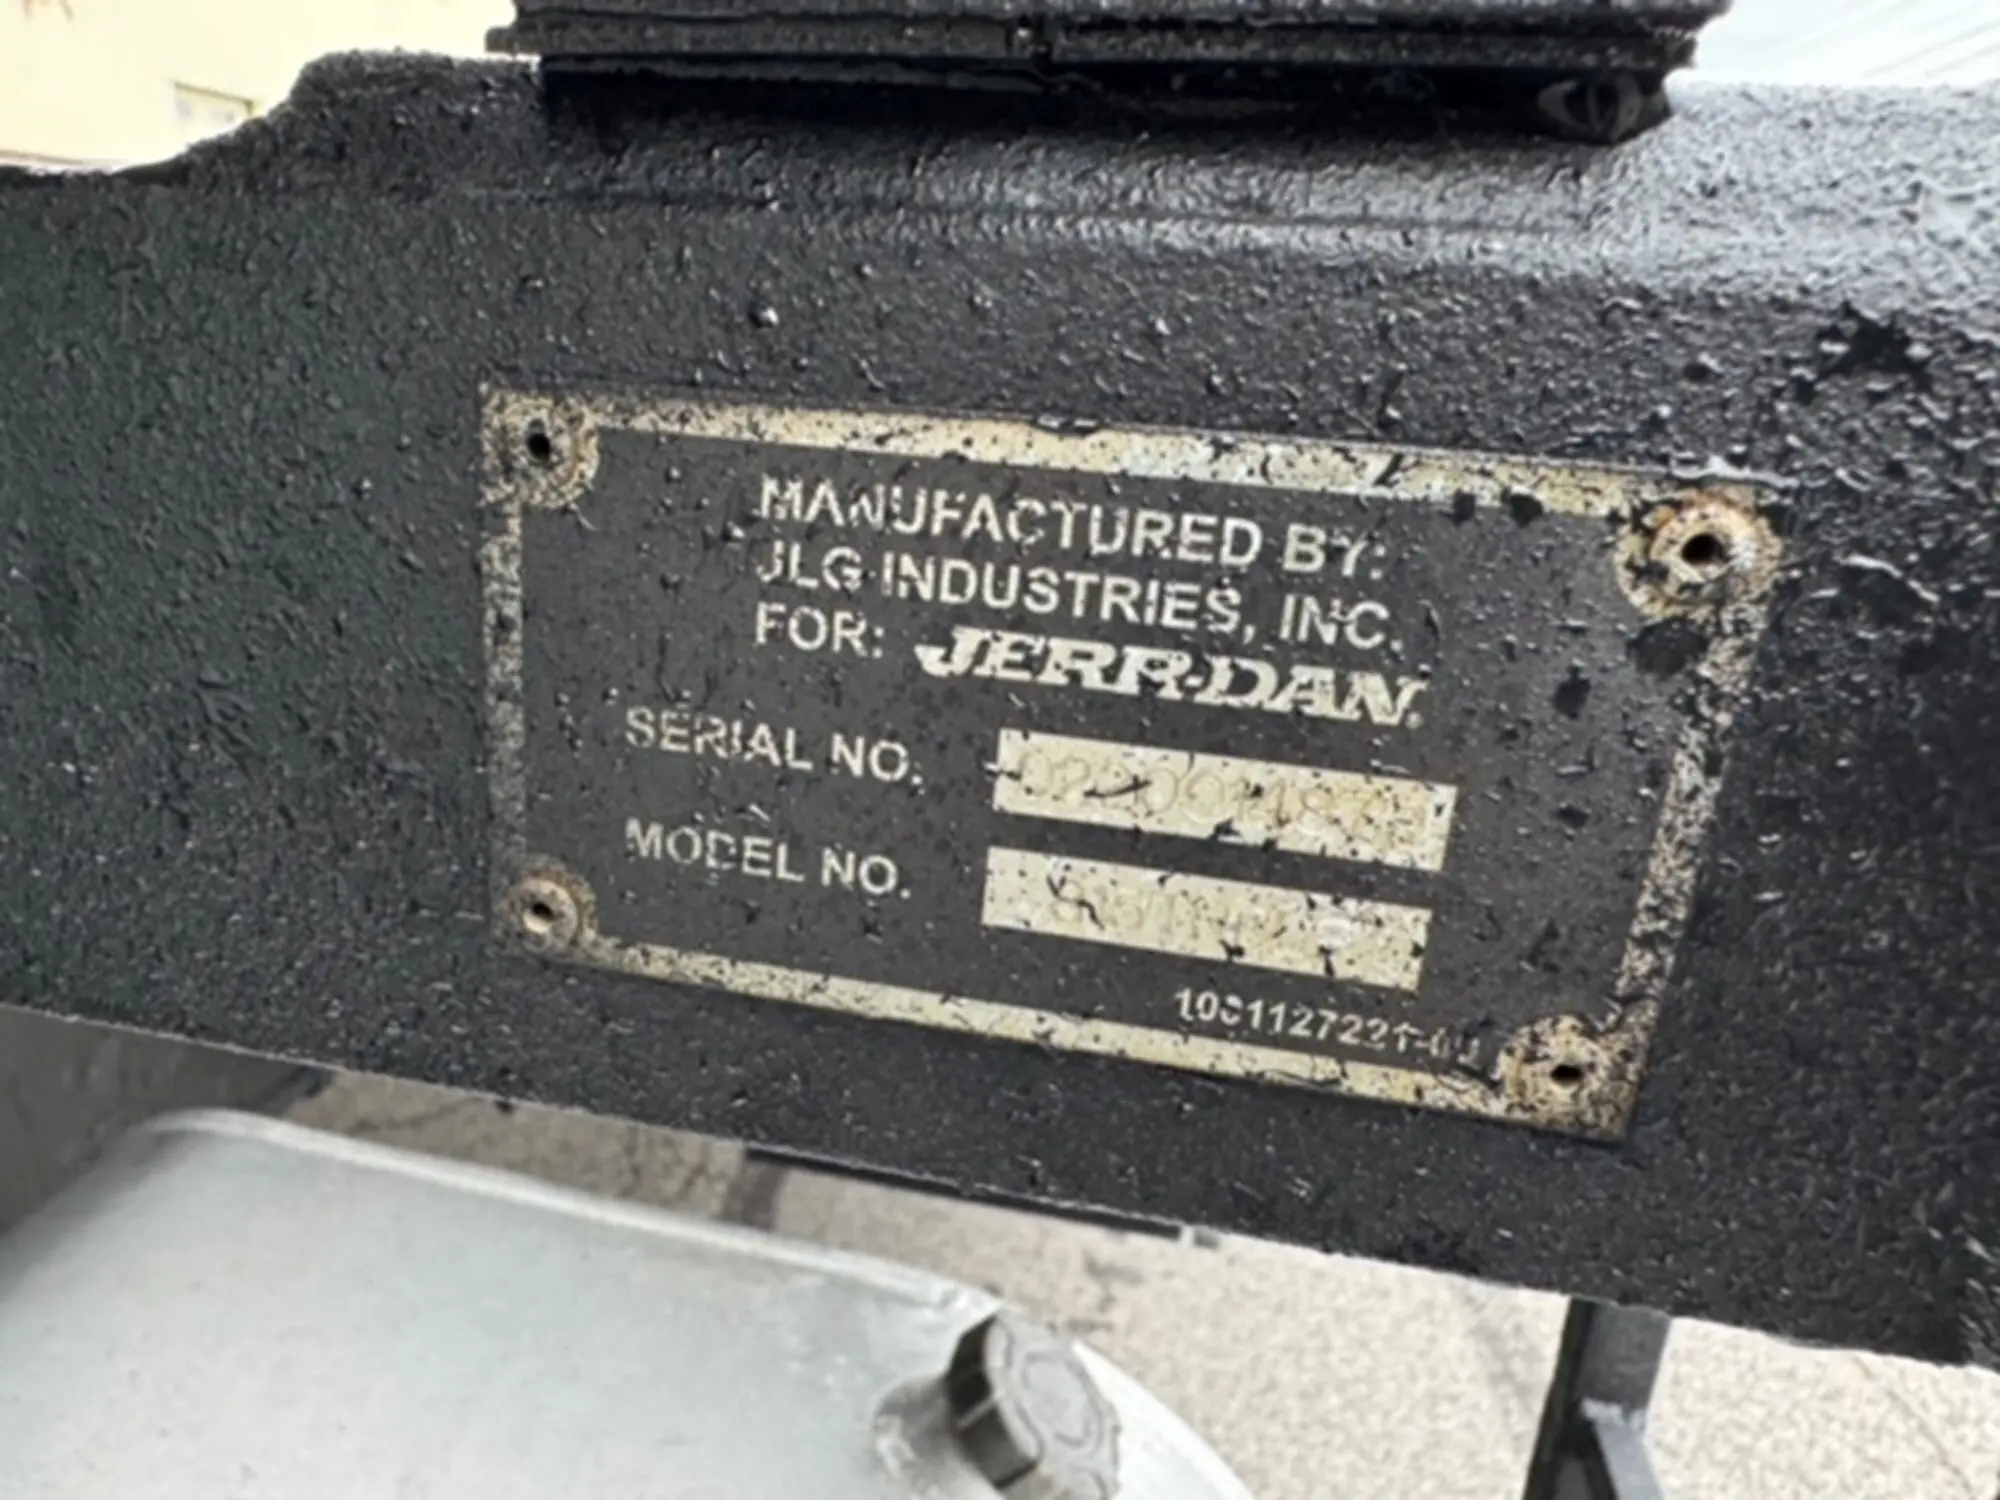 MANUFACTURED BY:
JLG INDUSTRIES, INC.
FOR: JERR-DAN
SERIAL NO.
MODEL NO.